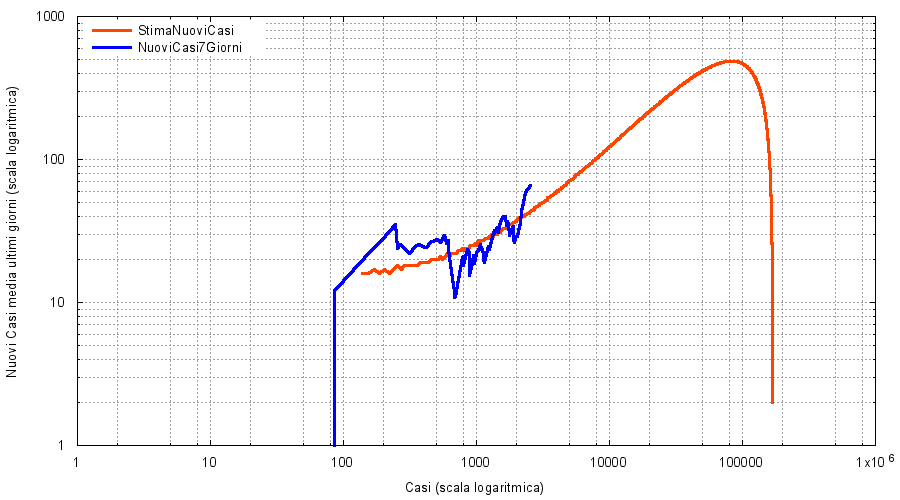 StimaNuoviCasi
NuoviCasi7Giorni
Nuovi Casi media ultimi giorni (scala logaritmica)
1000
100
10
1
1
10
100
1000
10000
100000
1x10 6
Casi (scala logaritmica)